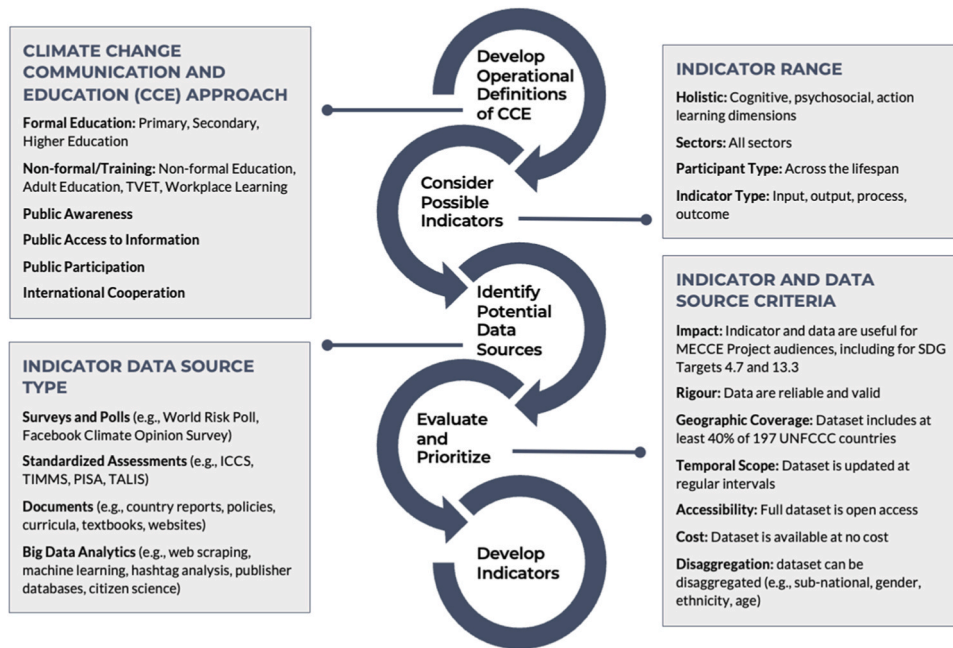 CLIMATE CHANGE
COMMUNICATION AND
EDUCATION (CCE) APPROACH
Formal Education: Primary, Secondary,
Higher Education
Non-formal/Training: Non-formal Education,
Adult Education, TVET, Workplace Learning
Public Awareness
Public Access to Information
Public Participation
International Cooperation
INDICATOR DATA SOURCE
TYPE
Surveys and Polls (e.g., World Risk Poll,
Facebook Climate Opinion Survey)
Standardized Assessments (e.g., ICCS,
TIMMS, PISA, TALIS)
Documents (e.g., country reports, policies,
curricula, textbooks, websites)
Big Data Analytics (e.g., web scraping,
machine learning, hashtag analysis, publisher
databases, citizen science)
Develop
Operational
Definitions
of CCE
Consider
Possible
Indicators
Identify
Potential
Data
Sources
Evaluate
and
Prioritize
Develop
Indicators
INDICATOR RANGE
Holistic: Cognitive, psychosocial, action
learning dimensions
Sectors: All sectors
Participant Type: Across the lifespan
Indicator Type: Input, output, process,
outcome
INDICATOR AND DATA
SOURCE CRITERIA
Impact: Indicator and data are useful for
MECCE Project audiences, including for SDG
Targets 4.7 and 13.3
Rigour: Data are reliable and valid
Geographic Coverage: Dataset includes at
least 40% of 197 UNFCCC countries
Temporal Scope: Dataset is updated at
regular intervals
Accessibility: Full dataset is open access
Cost: Dataset is available at no cost
Disaggregation: dataset can be
disaggregated (e.g., sub-national, gender,
ethnicity, age)